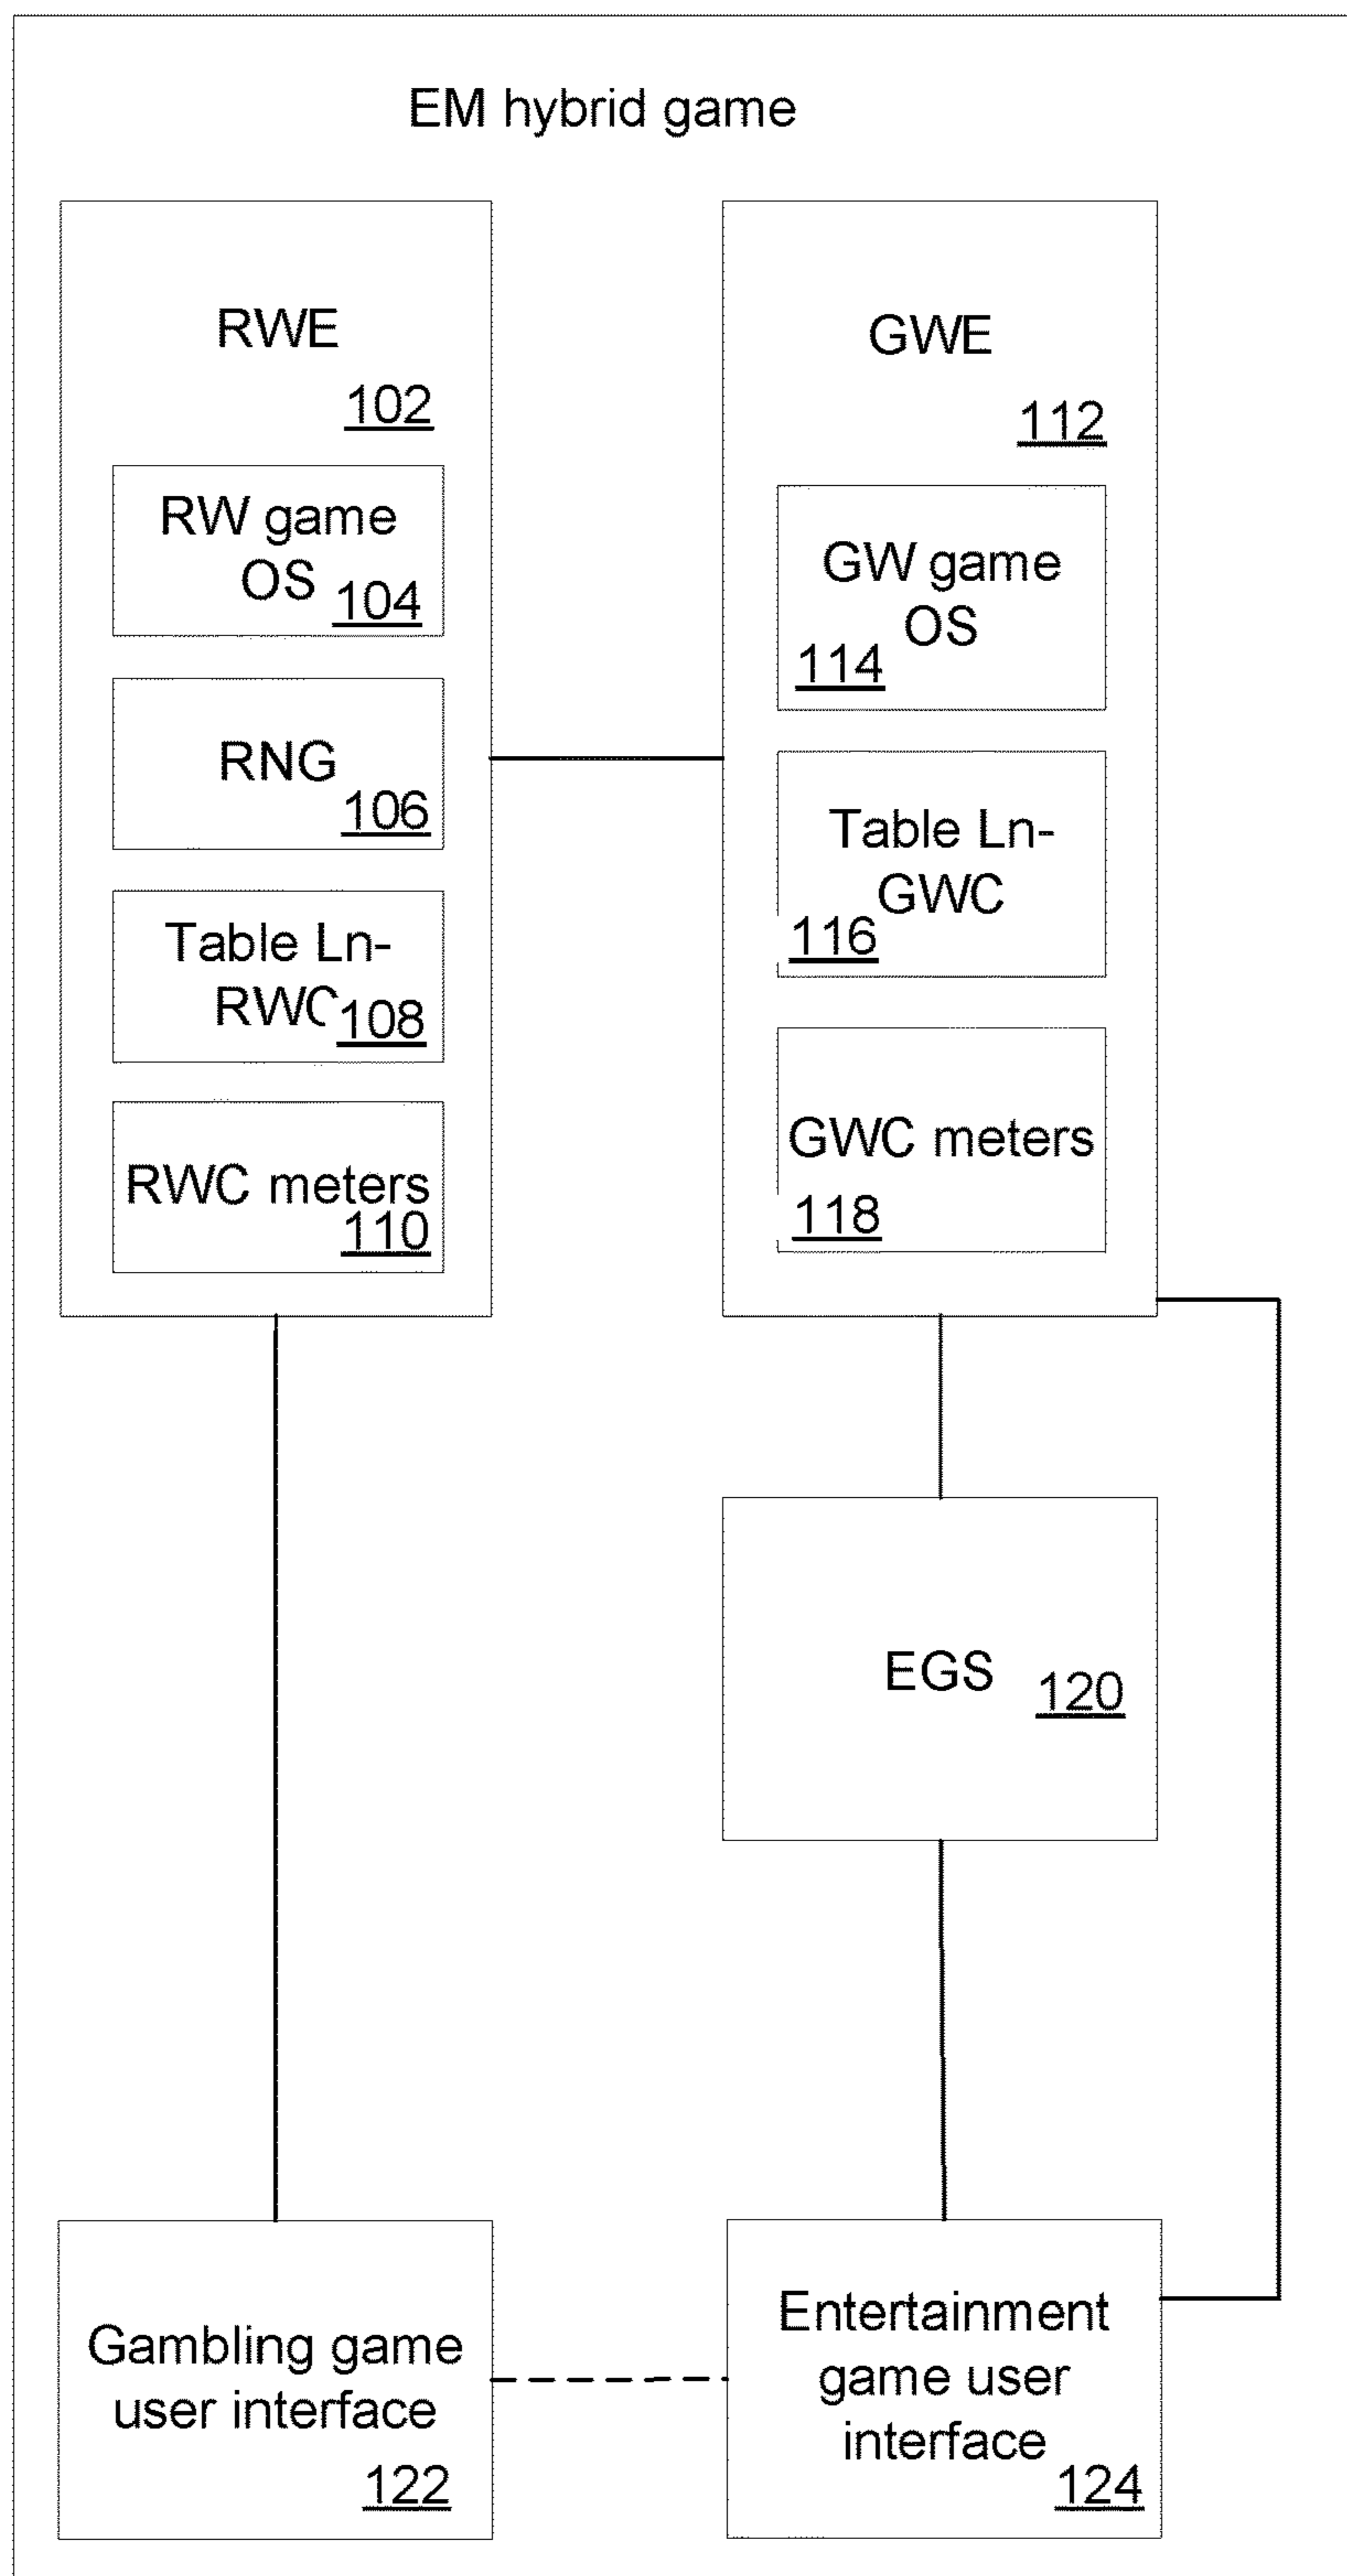 EM hybrid game
RWE
102
RW game
OS 104
RNG
106
Table Ln-
RWC 108
RWC meters
110
GWE
112
GW game
OS
114
Table Ln-
GWC
116
GWC meters
118
EGS 120
Gambling game
user interface
122
Entertainment
game user
interface
124